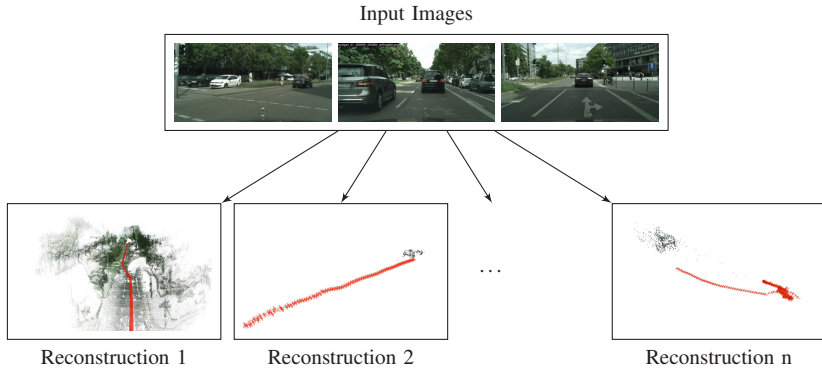 Input Images
...
Reconstruction 1
Reconstruction 2
Reconstruction n